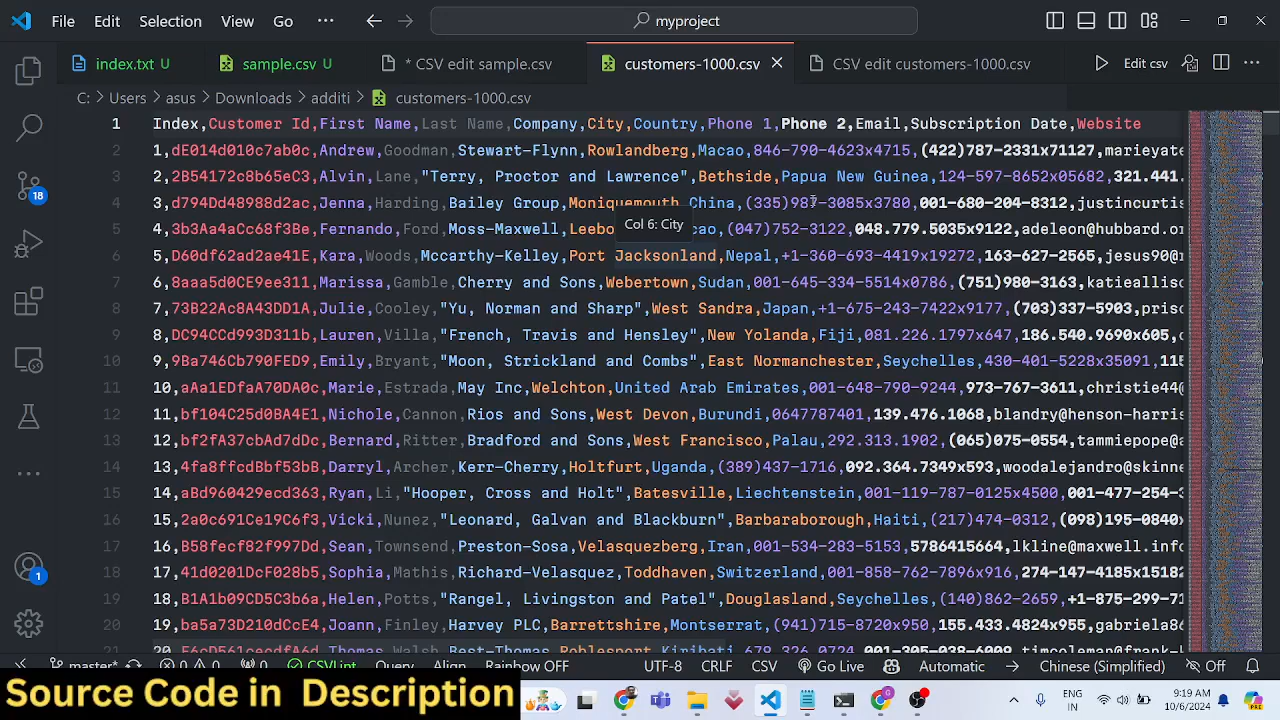 File Edit Selection View Go ··· myproject
index.txt U sample.csv U * CSV edit sample.csv customers-1000.csv CSV edit customers-1000.csv Edit csv
C: > Users > asus > Downloads > additi > customers-1000.csv
1 Index,Customer Id,First Name,Last Name,Company,City,Country,Phone 1,Phone 2,Email,Subscription Date,Website
2 1,dE014d010c7ab0c,Andrew,Goodman,Stewart-Flynn,Rowlandberg,Macao,846-790-4623x4715,(422)787-2331x71127,marieyate
3 2,2B54172c8b65eC3,Alvin,Lane,"Terry, Proctor and Lawrence",Bethside,Papua New Guinea,124-597-8652x05682,321.441.
4 3,d794Dd48988d2ac,Jenna,Harding,Bailey Group,Moniquemouth,China,(335)987-3085x3780,001-680-204-8312,justincurtis
5 4,3b3Aa4aCc68f3Be,Fernando,Ford,Moss-Maxwell,Leebo cao,(047)752-3122,048.779.5035x9122,adeleon@hubbard.o
6 5,D60df62ad2ae41E,Kara,Woods,Mccarthy-Kelley,Port Jacksonland,Nepal,+1-360-693-4419x19272,163-627-2565,jesus90@m
7 6,8aaa5d0CE9ee311,Marissa,Gamble,Cherry and Sons,Webertown,Sudan,001-645-334-5514x0786,(751)980-3163,katieallis
8 7,73B22Ac8A43DD1A,Julie,Cooley,"Yu, Norman and Sharp",West Sandra,Japan,+1-675-243-7422x9177,(703)337-5903,prisc
9 8,DC94CCd993D311b,Lauren,Villa,"French, Travis and Hensley",New Yolanda,Fiji,081.226.1797x647,186.540.9690x605,mo
10 9,9Ba746Cb790FED9,Emily,Bryant,"Moon, Strickland and Combs",East Normanchester,Seychelles,430-401-5228x35091,115
11 10,aAa1EDfaA70DA0c,Marie,Estrada,May Inc,Welchton,United Arab Emirates,001-648-790-9244,973-767-3611,christie44@
12 11,bf104C25d0BA4E1,Nichole,Cannon,Rios and Sons,West Devon,Burundi,0647787401,139.476.1068,blandry@henson-harris
13 12,bf2fA37cbAd7dDc,Bernard,Ritter,Bradford and Sons,West Francisco,Palau,292.313.1902,(065)075-0554,tammiepope@a
14 13,4fa8ffcdBbf53bB,Darryl,Archer,Kerr-Cherry,Holtfurt,Uganda,(389)437-1716,092.364.7349x593,woodalejandro@skinne
15 14,aBd960429ecd363,Ryan,Li,"Hooper, Cross and Holt",Batesville,Liechtenstein,001-119-787-0125x4500,001-477-254-3
16 15,2a0c691Ce19C6f3,Vicki,Nunez,"Leonard, Galvan and Blackburn",Barbaraborough,Haiti,(217)474-0312,(098)195-0840x
17 16,B58fecf82f997Dd,Sean,Townsend,Preston-Sosa,Velasquezberg,Iran,001-534-283-5153,5786415664,lkline@maxwell.info
18 17,41d0201DcF028b5,Sophia,Mathis,Richard-Velasquez,Toddhaven,Switzerland,001-858-762-7896x916,274-147-4185x15182
19 18,B1A1b09CD5C3b6a,Helen,Potts,"Rangel, Livingston and Patel",Douglasland,Seychelles,(140)862-2659,+1-875-299-71
20 19,ba5a73D210dCcE4,Joann,Finley,Harvey PLC,Barrettshire,Montserrat,(941)715-8720x950,155.433.4824x955,gabriela86
Col 6: City
18
1
master* 0 0 0 CSVLint Query Align Rainbow OFF UTF-8 CRLF CSV Go Live Automatic Chinese (Simplified) Off
Source Code in Description
ENG IN 9:19 AM 10/6/2024